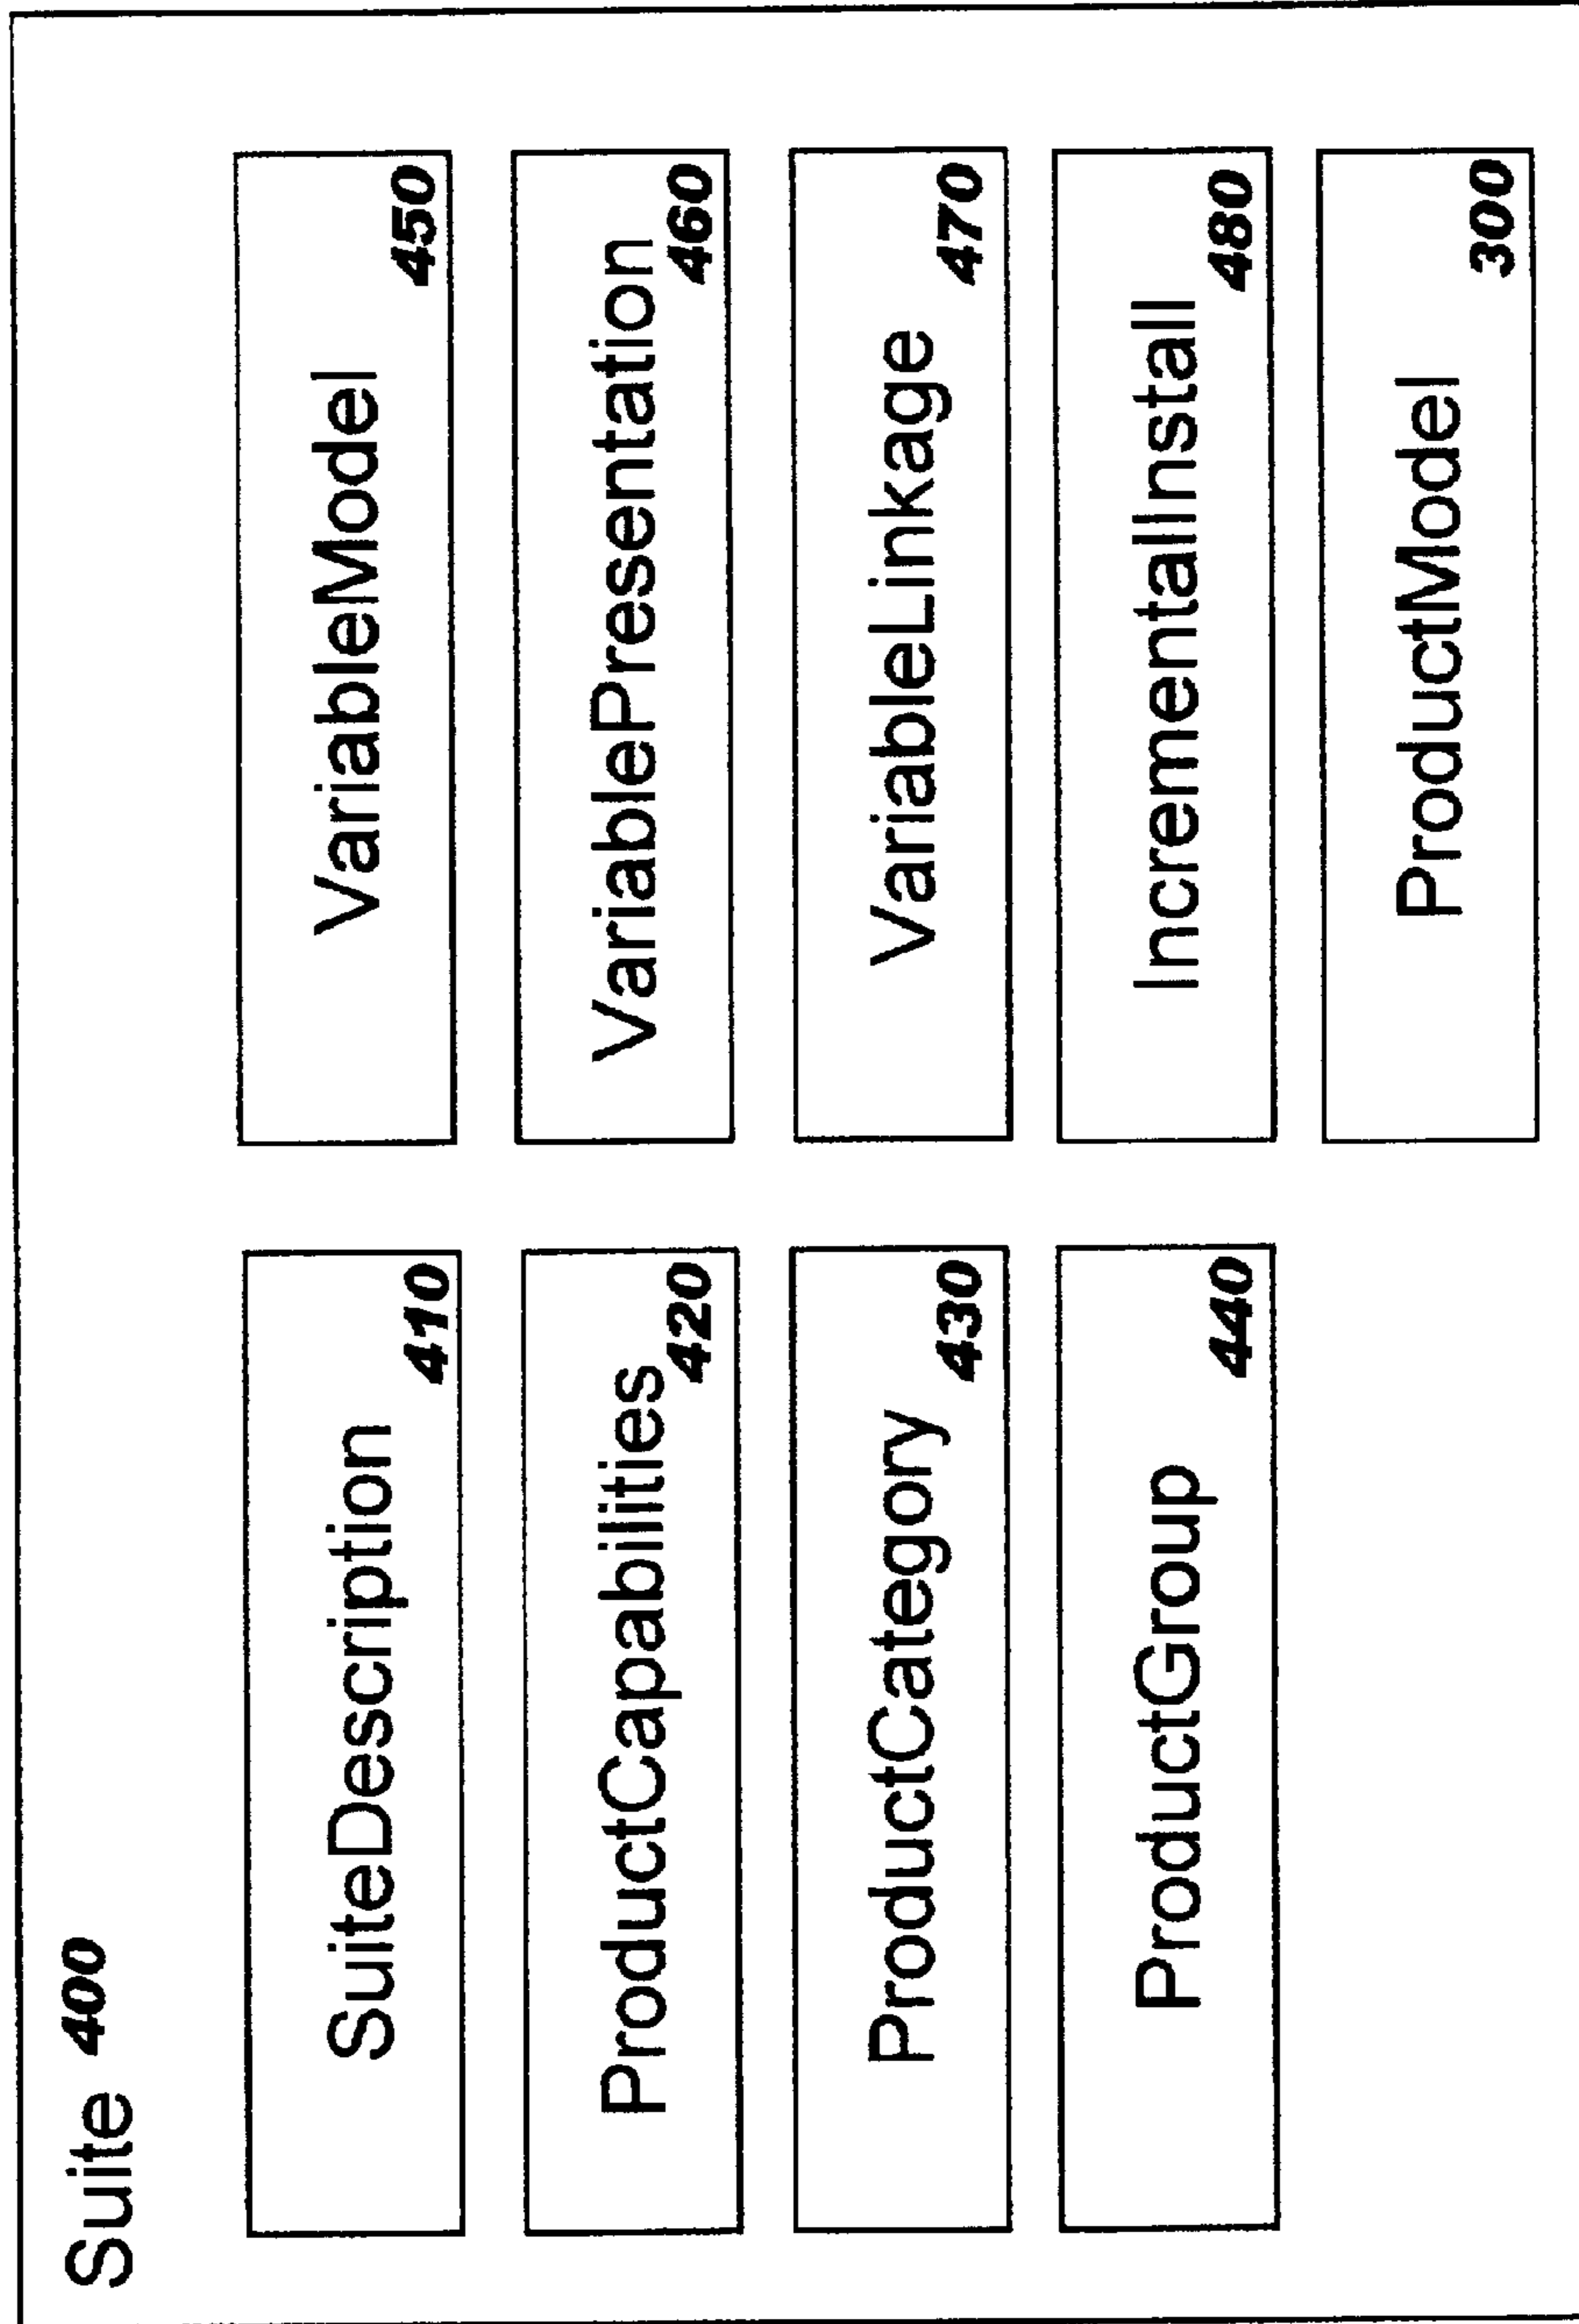 Suite 400
SuiteDescription
410
ProductCapabilities
420
ProductCategory
430
ProductGroup
440
VariableModel
450
VariablePresentation
460
VariableLinkage
470
IncrementalInstall
480
ProductModel
300